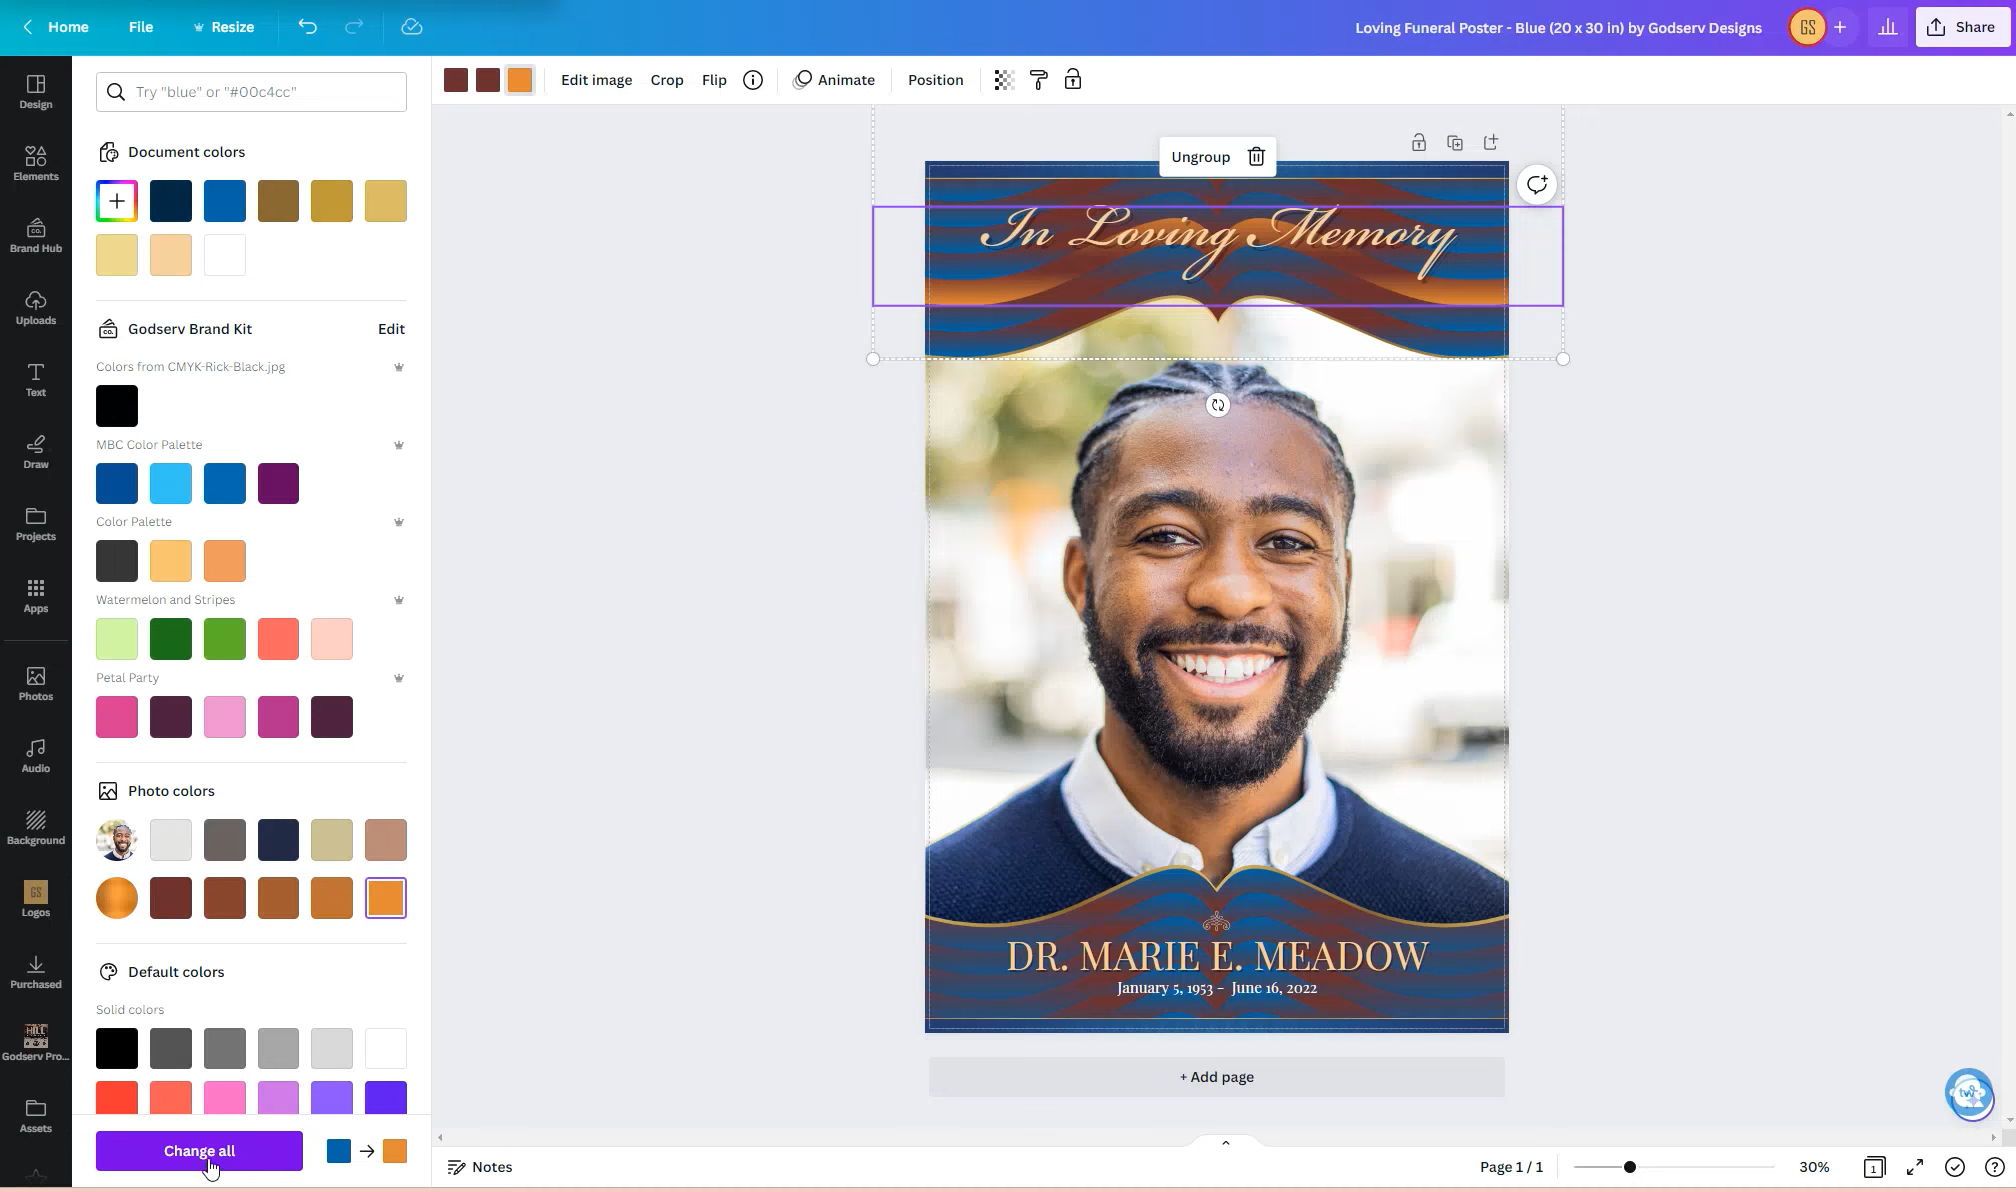 Home
File
Resize
Loving Funeral Poster - Blue (20 x 30 in) by Godserv Designs
GS
Share
Design
Elements
Brand Hub
Uploads
Text
Draw
Projects
Apps
Photos
Audio
Background
GS
Logos
Purchased
Godserv Pro...
Assets
Try "blue" or "#00c4cc"
Document colors
CO.
Godserv Brand Kit
Edit
Colors from CMYK-Rick-Black.jpg
MBC Color Palette
Color Palette
Watermelon and Stripes
Petal Party
Photo colors
Default colors
Solid colors
Change all
Edit image
Crop
Flip
Animate
Position
Ungroup
In Loving Memory
DR. MARIE E. MEADOW
January 5, 1953 – June 16, 2022
+ Add page
Notes
Page 1 / 1
30%
1